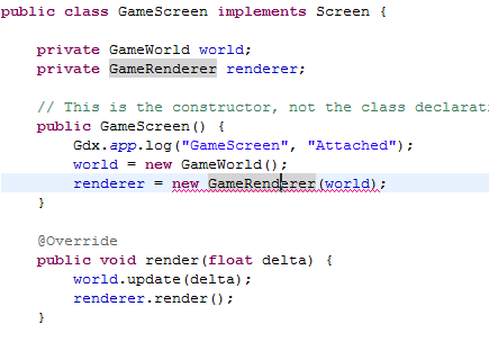 public class GameScreen implements Screen {
private GameWorld world;
private GameRenderer renderer;
// This is the constructor, not the class declarati
public GameScreen() {
Gdx.app.log("GameScreen", "Attached");
world = new GameWorld();
renderer = new GameRenderer(world);
}
@Override
public void render(float delta) {
world.update(delta);
renderer.render();
}